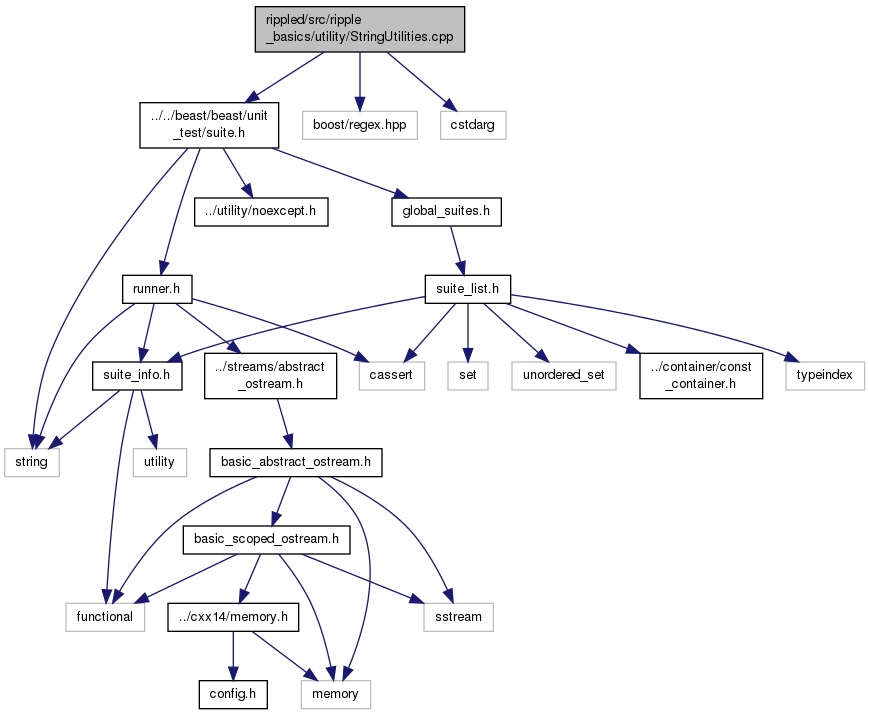 rippled/src/ripple
_basics/utility/StringUtilities.cpp
../../beast/beast/unit
_test/suite.h
boost/regex.hpp
cstdarg
../utility/noexcept.h
global_suites.h
runner.h
suite_list.h
suite_info.h
../streams/abstract
_ostream.h
cassert
set
unordered_set
../container/const
_container.h
typeindex
string
utility
basic_abstract_ostream.h
basic_scoped_ostream.h
functional
../cxx14/memory.h
sstream
config.h
memory